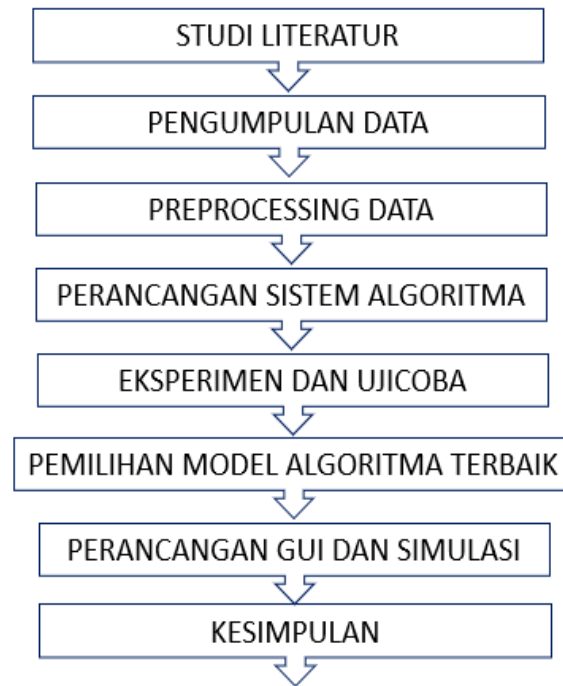 STUDI LITERATUR
PENGUMPULAN DATA
PREPROCESSING DATA
PERANCANGAN SISTEM ALGORITMA
EKSPERIMEN DAN UJICOBA
PEMILIHAN MODEL ALGORITMA TERBAIK
PERANCANGAN GUI DAN SIMULASI
KESIMPULAN